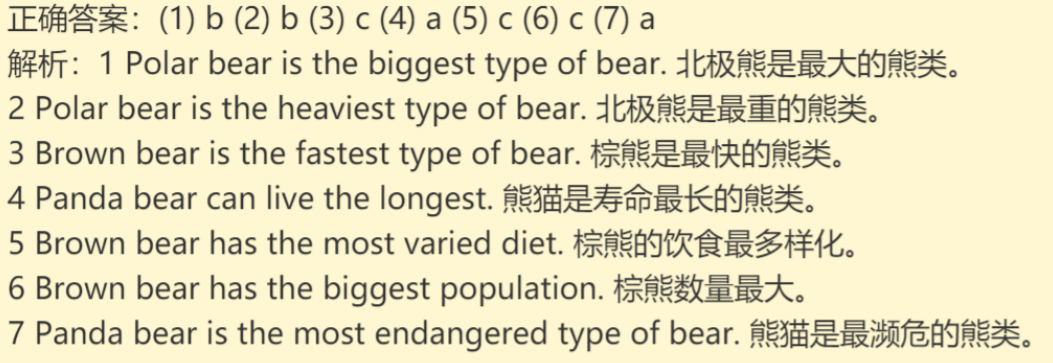 正确答案：(1) b (2) b (3) c (4) a (5) c (6) c (7) a
解析：1 Polar bear is the biggest type of bear. 北极熊是最大的熊类。
2 Polar bear is the heaviest type of bear. 北极熊是最重的熊类。
3 Brown bear is the fastest type of bear. 棕熊是最快的熊类。
4 Panda bear can live the longest. 熊猫是寿命最长的熊类。
5 Brown bear has the most varied diet. 棕熊的饮食最多样化。
6 Brown bear has the biggest population. 棕熊数量最大。
7 Panda bear is the most endangered type of bear. 熊猫是最濒危的熊类。